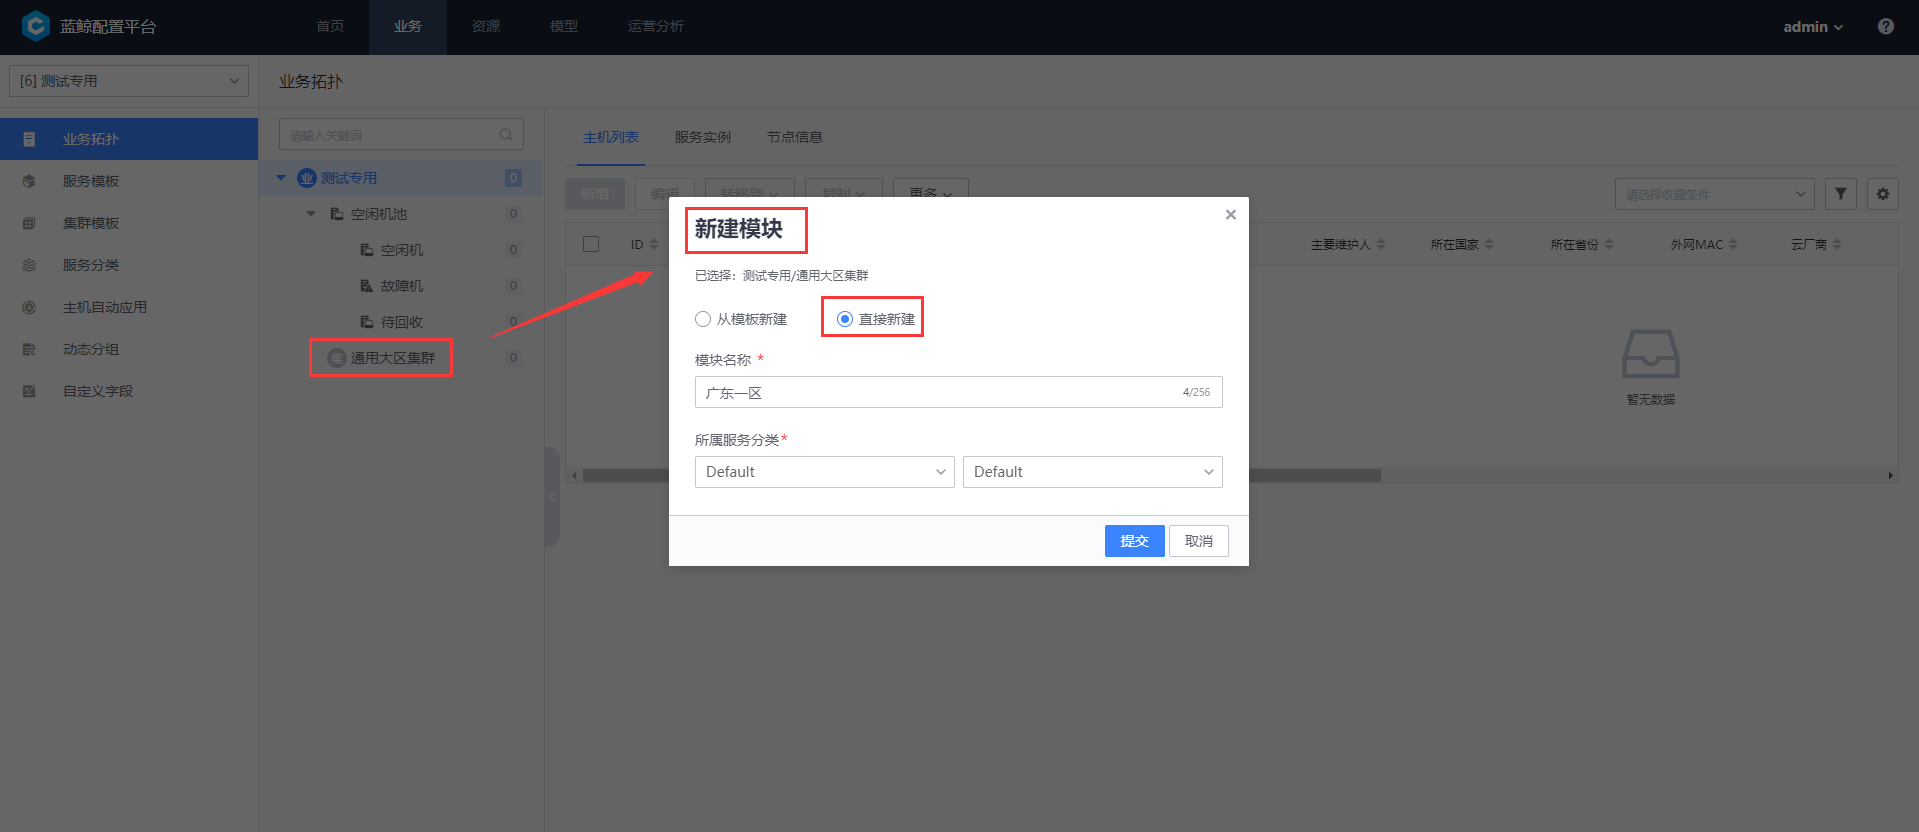 蓝鲸配置平台
首页 业务 资源 模型 运营分析
admin
[6] 测试专用
业务拓扑
业务拓扑
服务模板
集群模板
服务分类
主机自动应用
动态分组
自定义字段
请输入关键词
业 测试专用 0
空闲机池 0
空闲机 0
故障机 0
待回收 0
集 通用大区集群 0
主机列表 服务实例 节点信息
新增 编辑 转移到 复制 更多
请选择收藏条件
ID 主要维护人 所在国家 所在省份 外网MAC 云厂商
暂无数据
新建模块
已选择：测试专用/通用大区集群
从模板新建 直接新建
模块名称 *
广东一区 4/256
所属服务分类*
Default Default
提交 取消